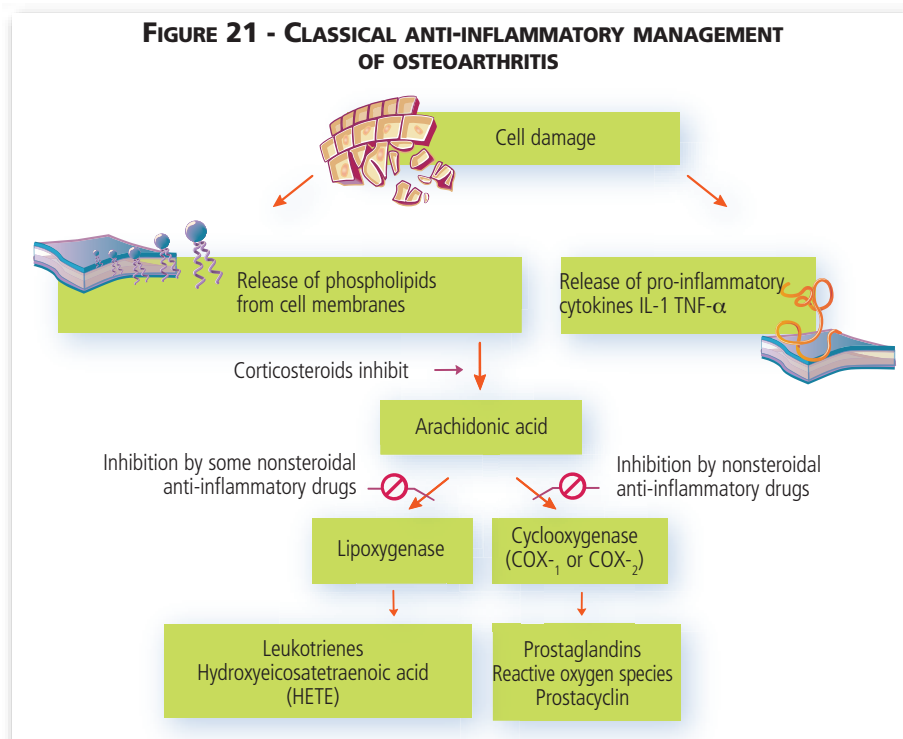 FIGURE 21 - CLASSICAL ANTI-INFLAMMATORY MANAGEMENT
OF OSTEOARTHRITIS
Cell damage
Release of phospholipids
from cell membranes
Release of pro-inflammatory
cytokines IL-1 TNF-α
Corticosteroids inhibit
Arachidonic acid
Inhibition by some nonsteroidal
anti-inflammatory drugs
Inhibition by nonsteroidal
anti-inflammatory drugs
Lipoxygenase
Cyclooxygenase
(COX-₁ or COX-₂)
Leukotrienes
Hydroxyeicosatetraenoic acid
(HETE)
Prostaglandins
Reactive oxygen species
Prostacyclin